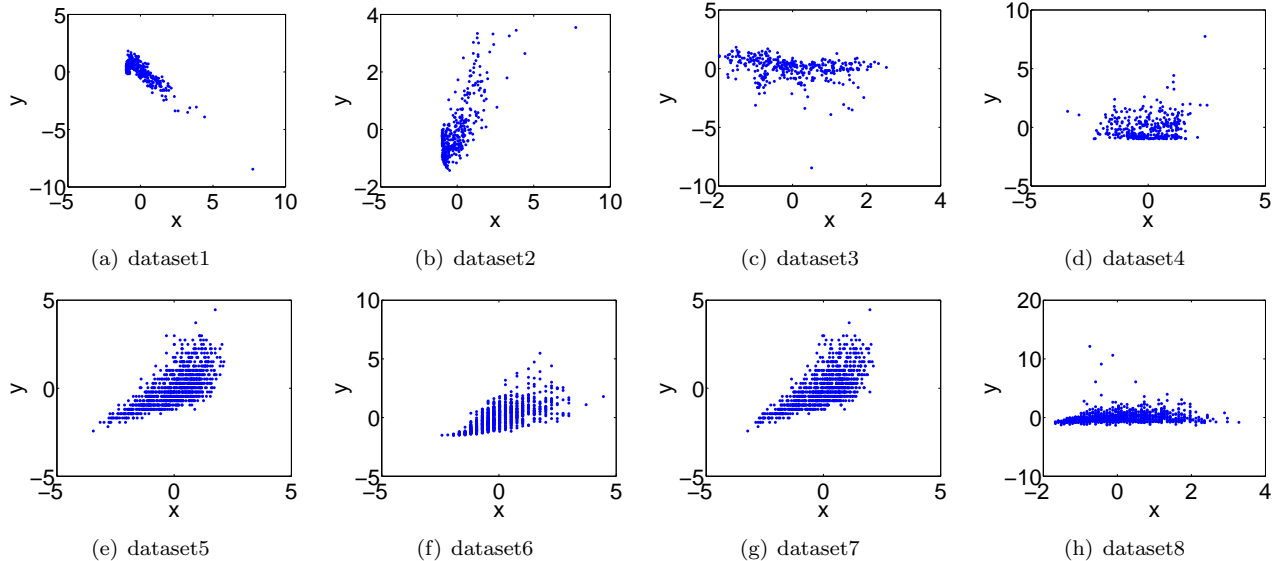 5
0
−5
−10
y
−5
0
5
10
x
(a) dataset1
4
2
0
−2
y
−5
0
5
10
x
(b) dataset2
5
0
−5
−10
y
−2
0
2
4
x
(c) dataset3
10
5
0
−5
y
−5
0
5
x
(d) dataset4
5
0
−5
y
−5
0
5
x
(e) dataset5
10
5
0
−5
y
−5
0
5
x
(f) dataset6
5
0
−5
y
−5
0
5
x
(g) dataset7
20
10
0
−10
y
−2
0
2
4
x
(h) dataset8